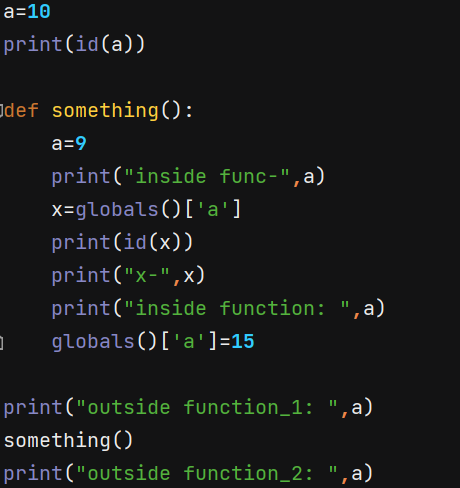 a=10
print(id(a))
def something():
    a=9
    print("inside func-",a)
    x=globals()['a']
    print(id(x))
    print("x-",x)
    print("inside function: ",a)
    globals()['a']=15
print("outside function_1: ",a)
something()
print("outside function_2: ",a)